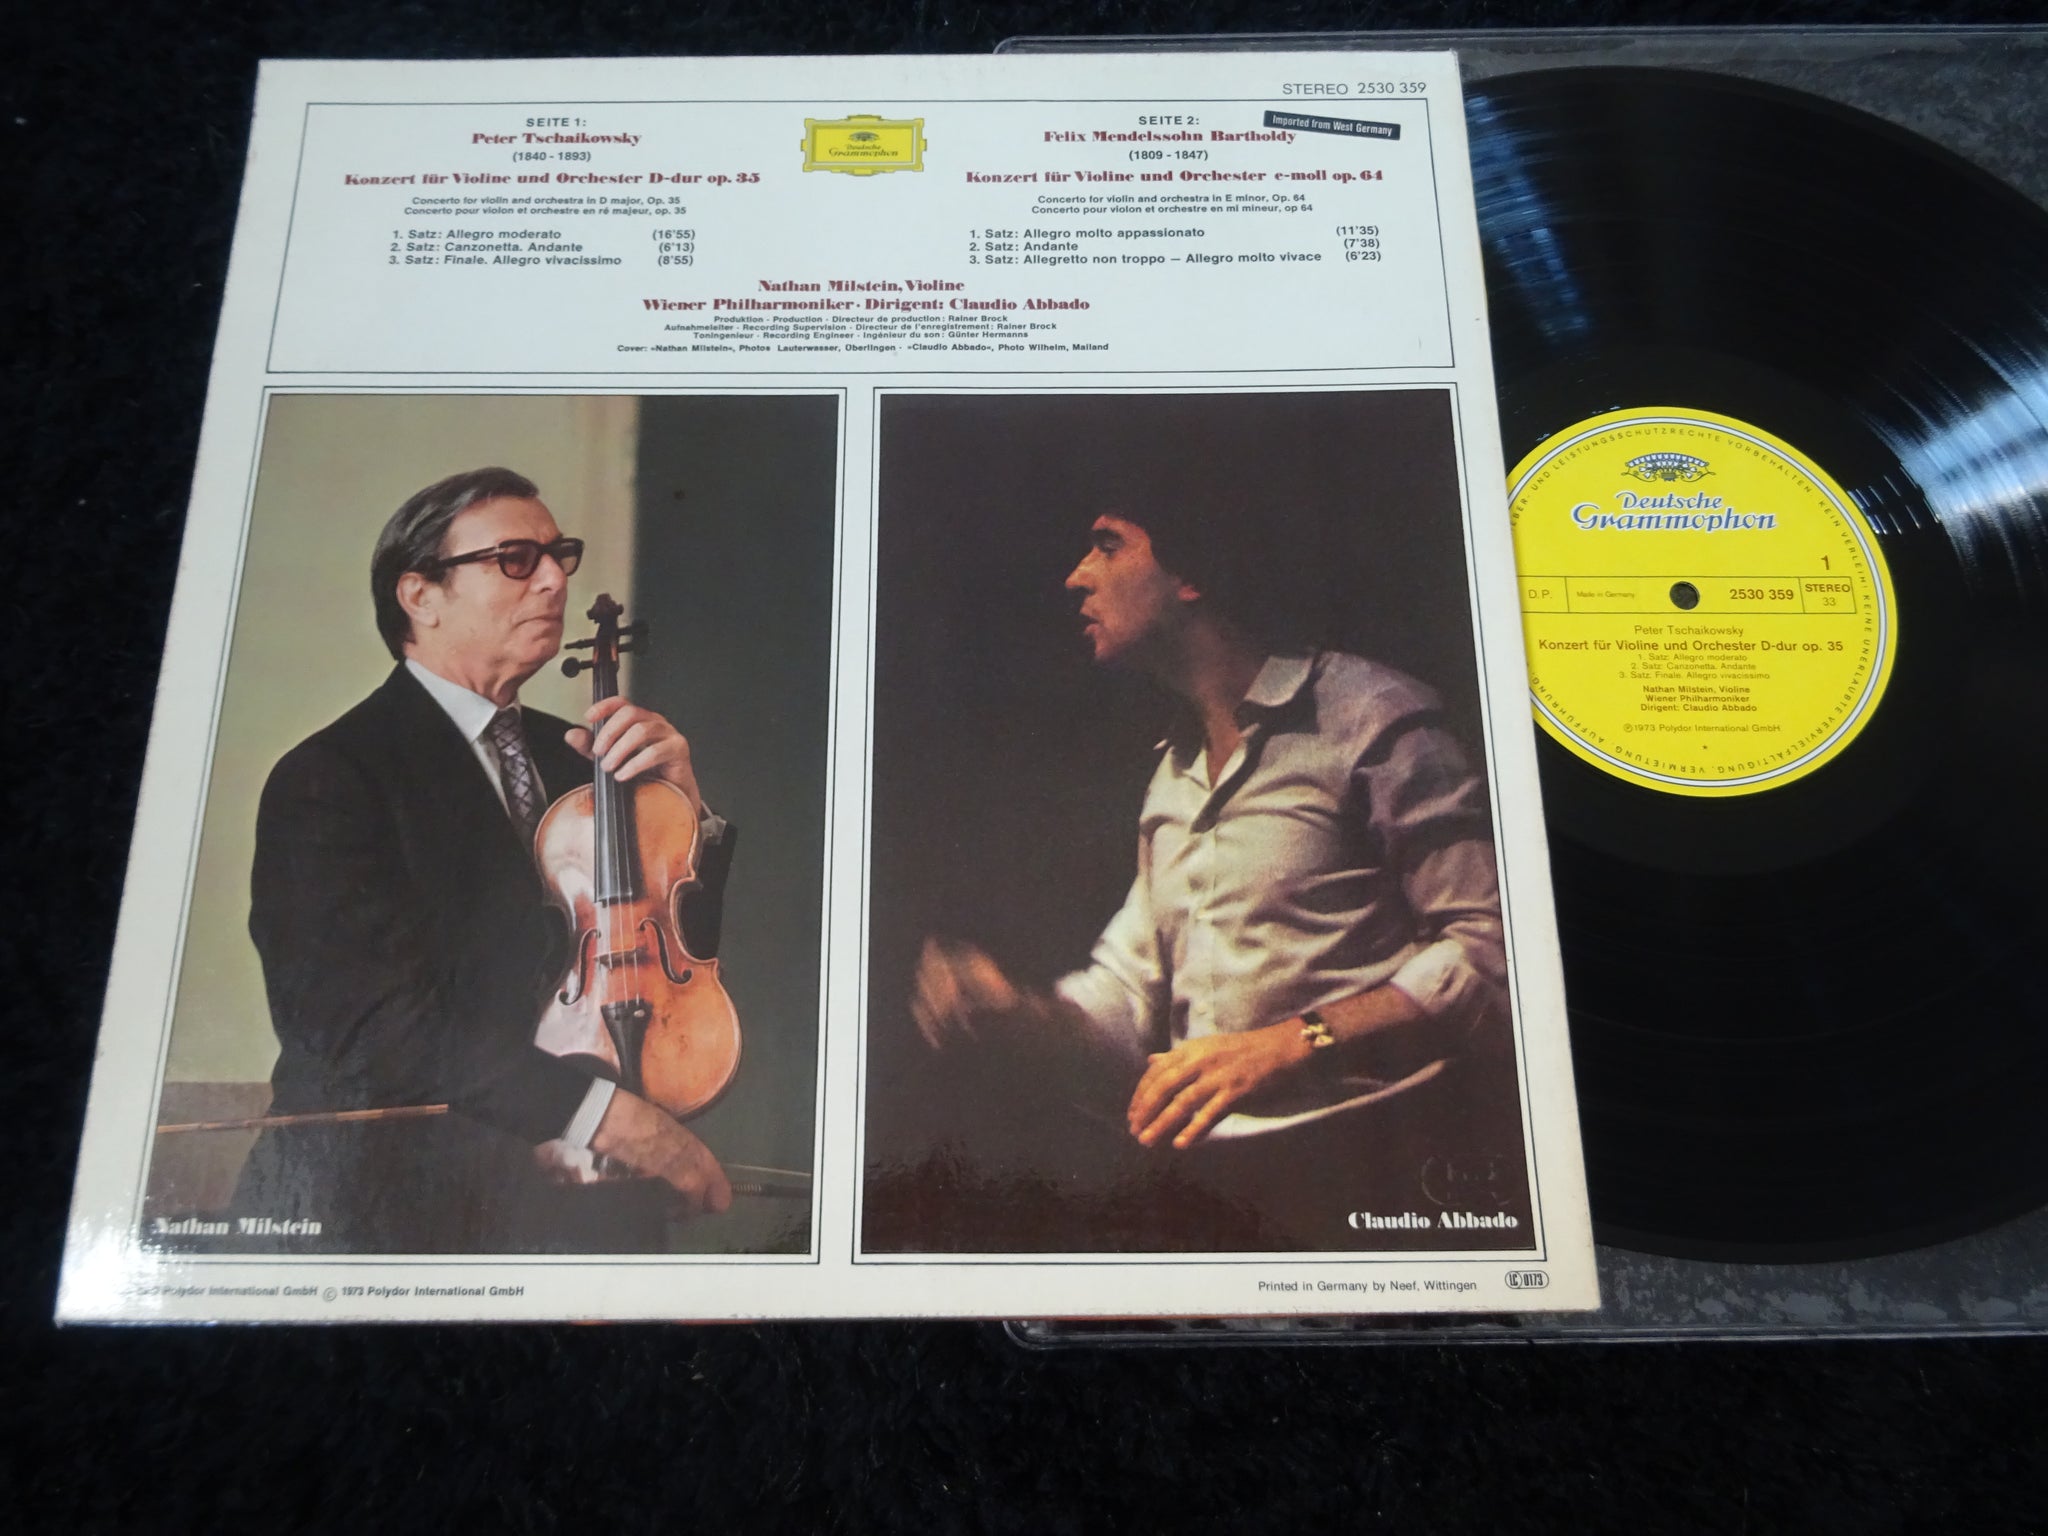 STEREO 2530 359
SEITE 1:
Peter Tschaikowsky
(1840 - 1893)
Konzert für Violine und Orchester D-dur op. 35
Concerto for violin and orchestra in D major, Op. 35
Concerto pour violon et orchestre en ré majeur, op. 35
1. Satz: Allegro moderato (16'55)
2. Satz: Canzonetta. Andante (6'13)
3. Satz: Finale. Allegro vivacissimo (8'55)
Deutsche
Grammophon
SEITE 2:
Imported from West Germany
Felix Mendelssohn Bartholdy
(1809 - 1847)
Konzert für Violine und Orchester e-moll op. 64
Concerto for violin and orchestra in E minor, Op. 64
Concerto pour violon et orchestre en mi mineur, op 64
1. Satz: Allegro molto appassionato (11'35)
2. Satz: Andante (7'38)
3. Satz: Allegretto non troppo — Allegro molto vivace (6'23)
Nathan Milstein, Violine
Wiener Philharmoniker · Dirigent: Claudio Abbado
Produktion · Production · Directeur de production: Rainer Brock
Aufnahmeleiter · Recording Supervision · Directeur de l'enregistrement: Rainer Brock
Toningenieur · Recording Engineer · Ingénieur du son: Günter Hermanns
Cover: »Nathan Milstein«, Photos Lauterwasser, Überlingen · »Claudio Abbado«, Photo Wilhelm, Mailand
Nathan Milstein
Claudio Abbado
Polydor International GmbH © 1973 Polydor International GmbH
Printed in Germany by Neef, Wittingen
LC 0173
UND LEISTUNGSSCHUTZRECHTE VORBEHALTEN · KEIN VERLEIH! KEINE UNERLAUBTE VERVIELFÄLTIGUNG, VERMIETUNG, AUFFÜHRUNG,
Deutsche
Grammophon
1
D.P.
Made in Germany
2530 359
STEREO
33
Peter Tschaikowsky
Konzert für Violine und Orchester D-dur op. 35
1. Satz: Allegro moderato
2. Satz: Canzonetta. Andante
3. Satz: Finale. Allegro vivacissimo
Nathan Milstein, Violine
Wiener Philharmoniker
Dirigent: Claudio Abbado
℗ 1973 Polydor International GmbH